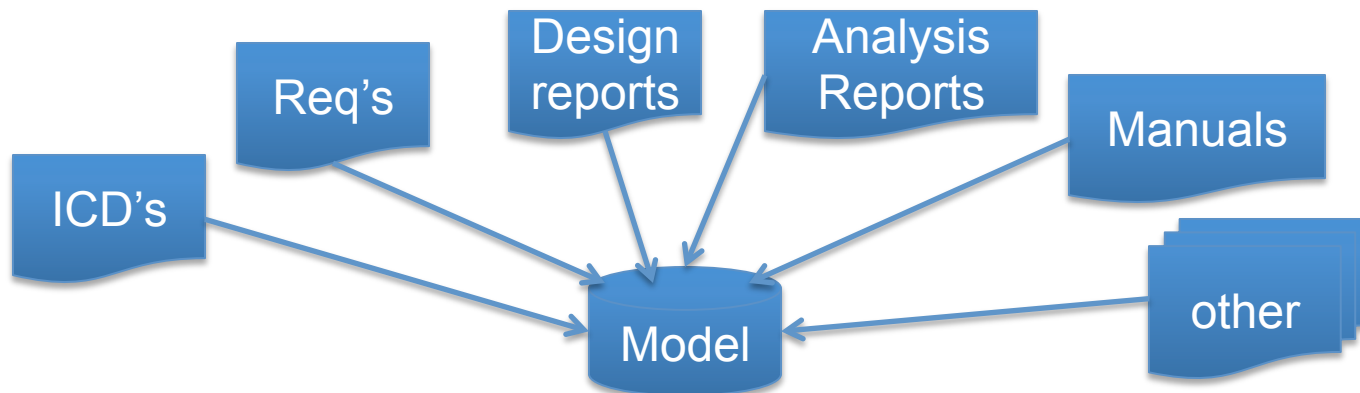 Design
reports
Analysis
Reports
Req’s
Manuals
ICD’s
other
Model